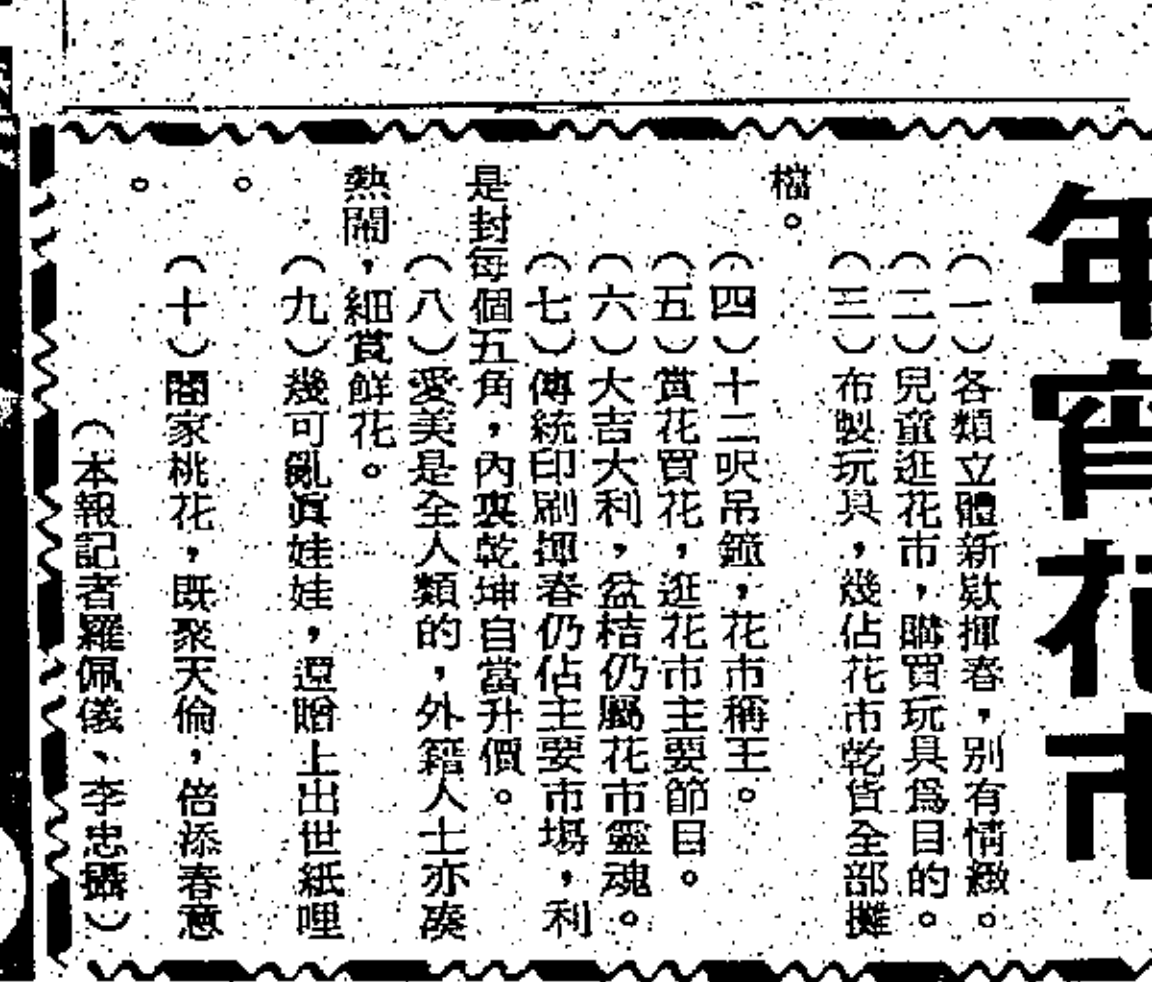 年宵花市
（一）各類立體新欵揮春，別有情緻。
（二）兒童逛花市，購買玩具爲目的。
（三）布製玩具，幾佔花市乾貨全部攤
檔。
（四）十二呎吊鐘，花市稱王。
（五）賞花買花，逛花市主要節目。
（六）大吉大利，盆桔仍屬花市靈魂。
（七）傳統印刷揮春仍佔主要市場，利
是封每個五角，內裏乾坤自當升價。
（八）愛美是全人類的，外籍人士亦凑
熱鬧，細賞鮮花。
（九）幾可亂眞娃娃，還贈上出世紙哩
。
（十）闔家桃花，既聚天倫，倍添春意
。
（本報記者羅佩儀、李忠攝）